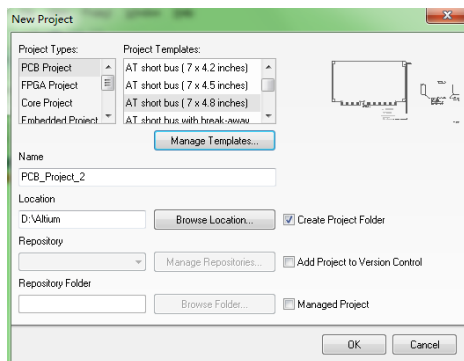 New Project
Project Types:
Project Templates:
PCB Project
AT short bus ( 7 x 4.2 inches)
FPGA Project
AT short bus ( 7 x 4.5 inches)
Core Project
AT short bus ( 7 x 4.8 inches)
Embedded Project
AT short bus with break-away
Manage Templates...
Name
PCB_Project_2
Location
D:\Altium
Browse Location...
Create Project Folder
Repository
Manage Repositories...
Add Project to Version Control
Repository Folder
Browse Folder...
Managed Project
OK
Cancel